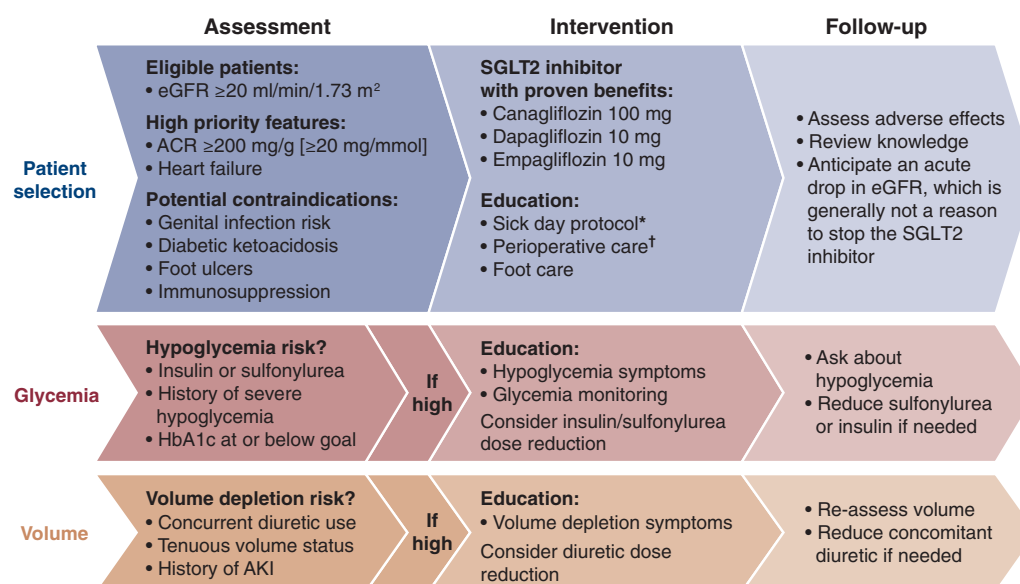 Assessment
Intervention
Follow-up
Patient
selection
Eligible patients:
• eGFR ≥20 ml/min/1.73 m²
High priority features:
• ACR ≥200 mg/g [≥20 mg/mmol]
• Heart failure
Potential contraindications:
• Genital infection risk
• Diabetic ketoacidosis
• Foot ulcers
• Immunosuppression
SGLT2 inhibitor
with proven benefits:
• Canagliflozin 100 mg
• Dapagliflozin 10 mg
• Empagliflozin 10 mg
Education:
• Sick day protocol*
• Perioperative care†
• Foot care
• Assess adverse effects
• Review knowledge
• Anticipate an acute
drop in eGFR, which is
generally not a reason
to stop the SGLT2
inhibitor
Glycemia
Hypoglycemia risk?
• Insulin or sulfonylurea
• History of severe
hypoglycemia
• HbA1c at or below goal
If
high
Education:
• Hypoglycemia symptoms
• Glycemia monitoring
Consider insulin/sulfonylurea
dose reduction
• Ask about
hypoglycemia
• Reduce sulfonylurea
or insulin if needed
Volume
Volume depletion risk?
• Concurrent diuretic use
• Tenuous volume status
• History of AKI
If
high
Education:
• Volume depletion symptoms
Consider diuretic dose
reduction
• Re-assess volume
• Reduce concomitant
diuretic if needed